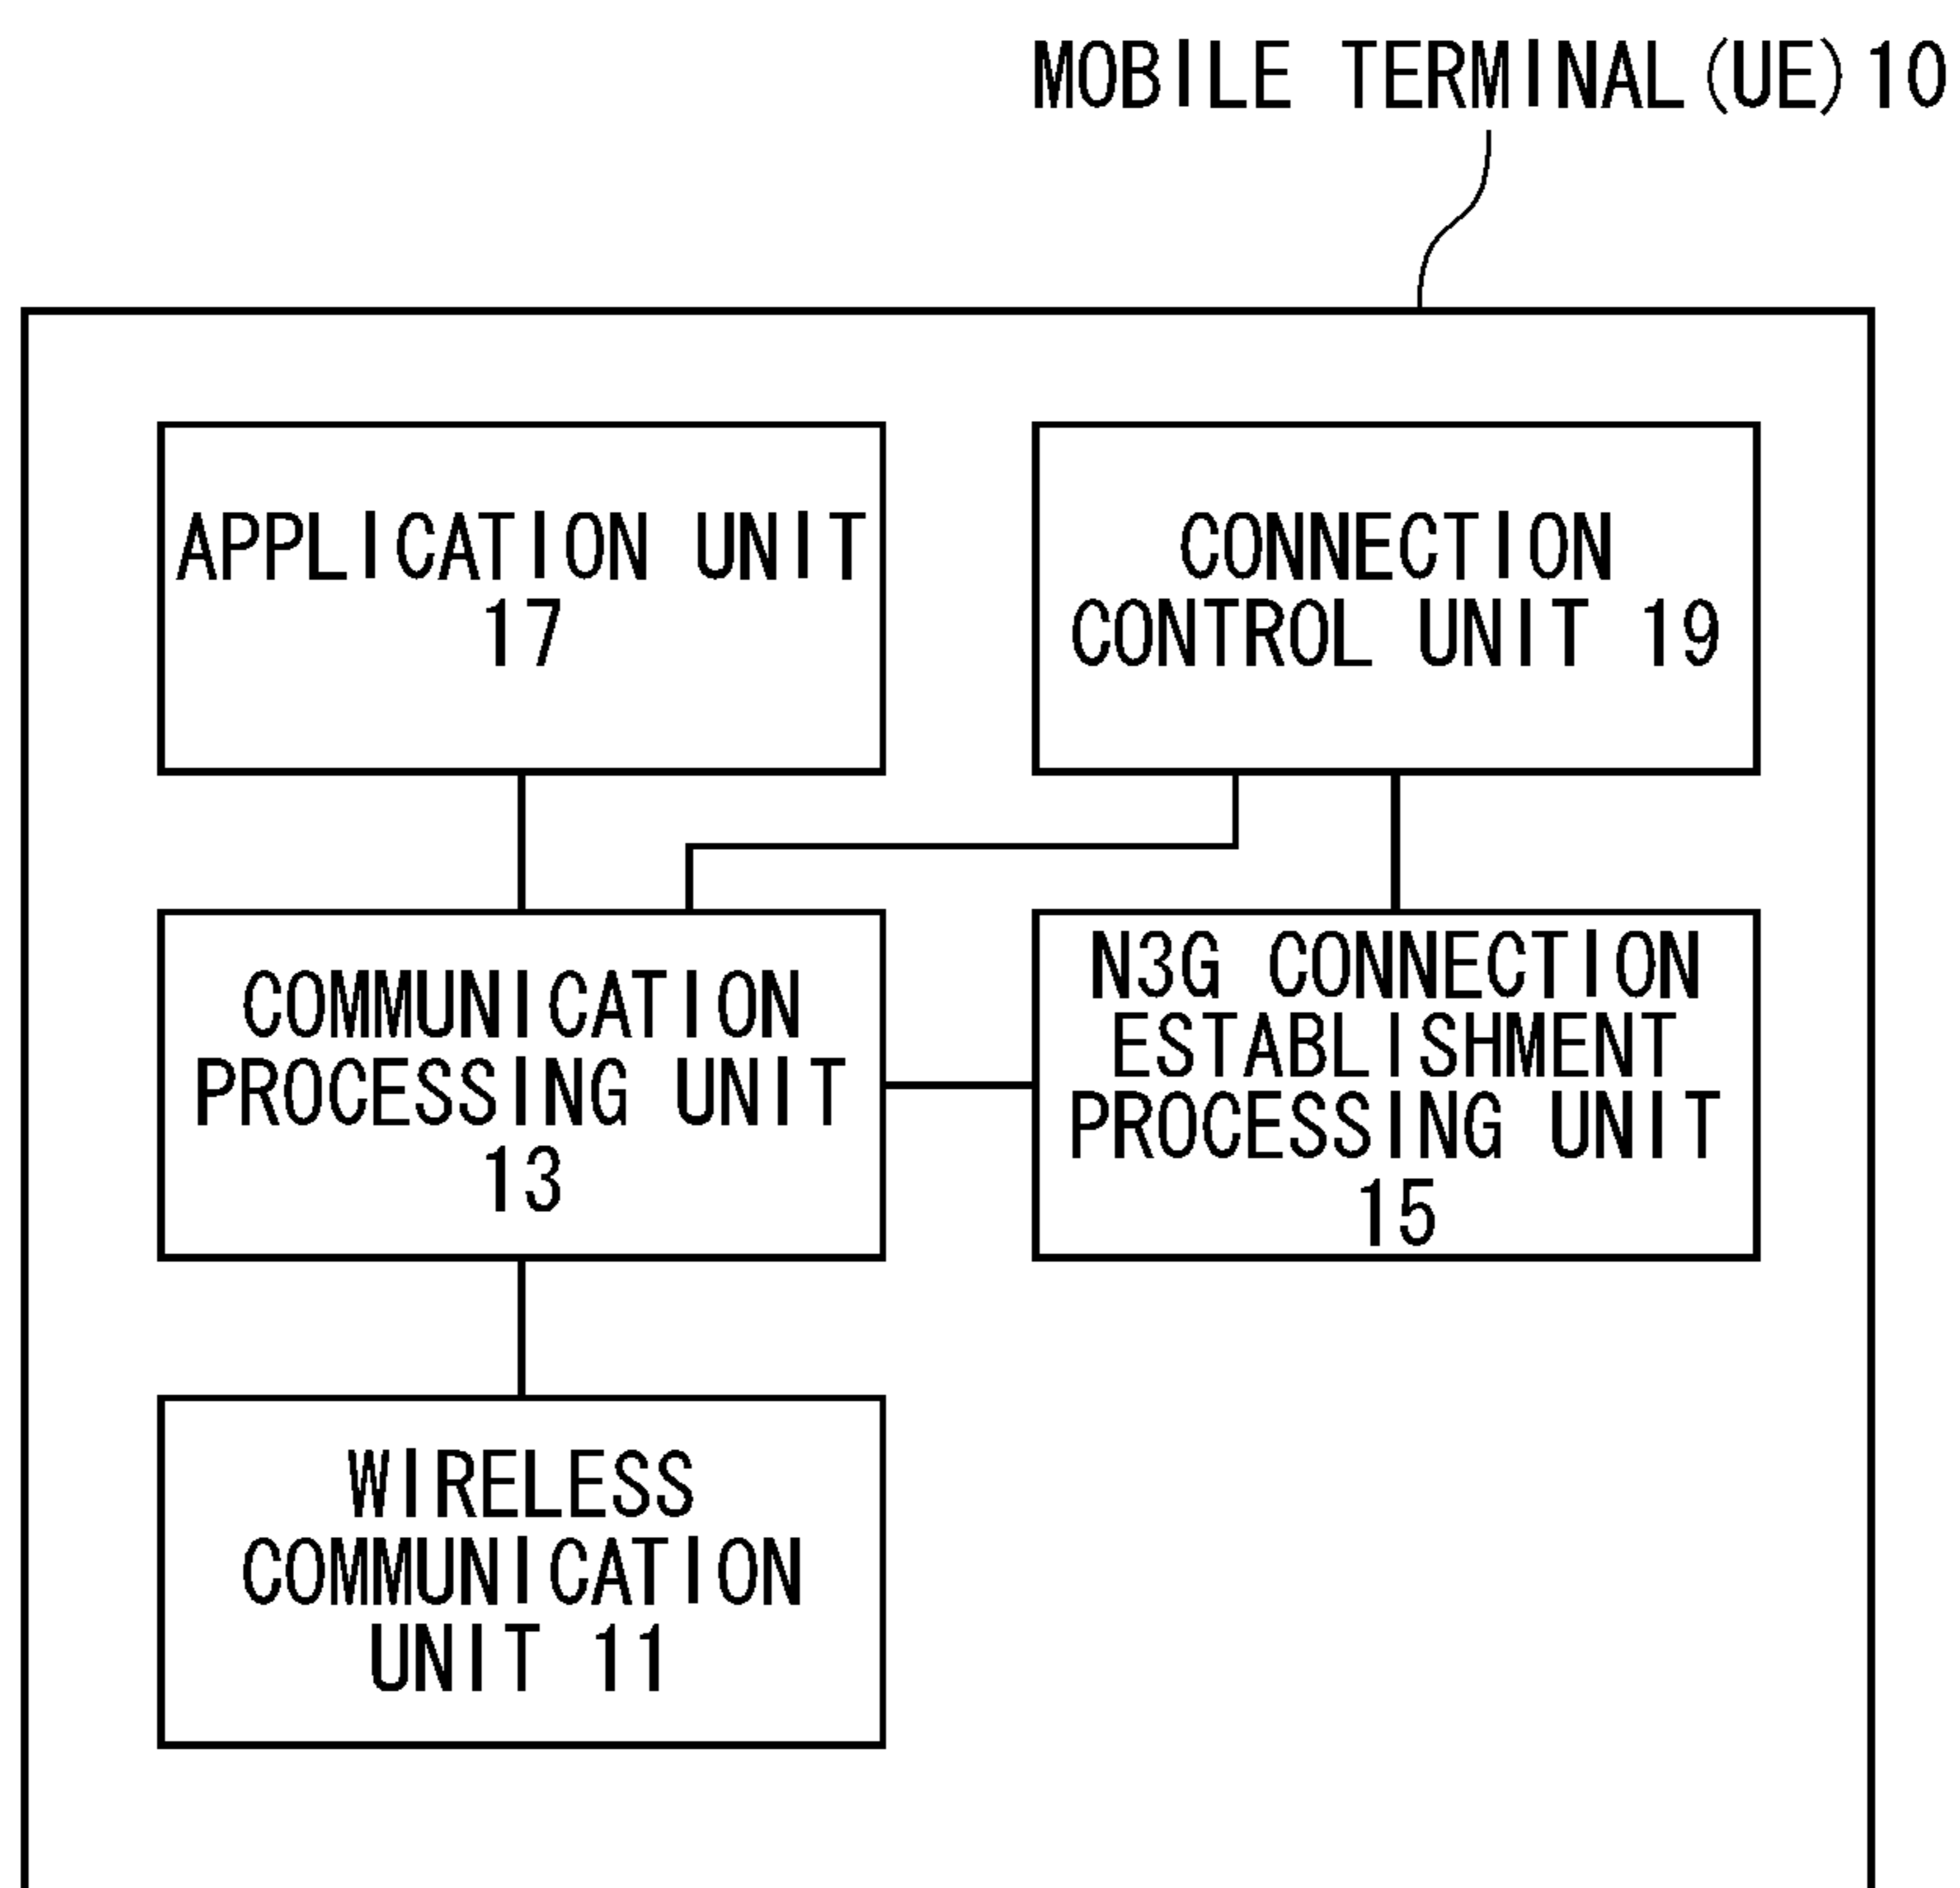 MOBILE TERMINAL(UE)10
APPLICATION UNIT
17
CONNECTION
CONTROL UNIT 19
COMMUNICATION
PROCESSING UNIT
13
N3G CONNECTION
ESTABLISHMENT
PROCESSING UNIT
15
WIRELESS
COMMUNICATION
UNIT 11